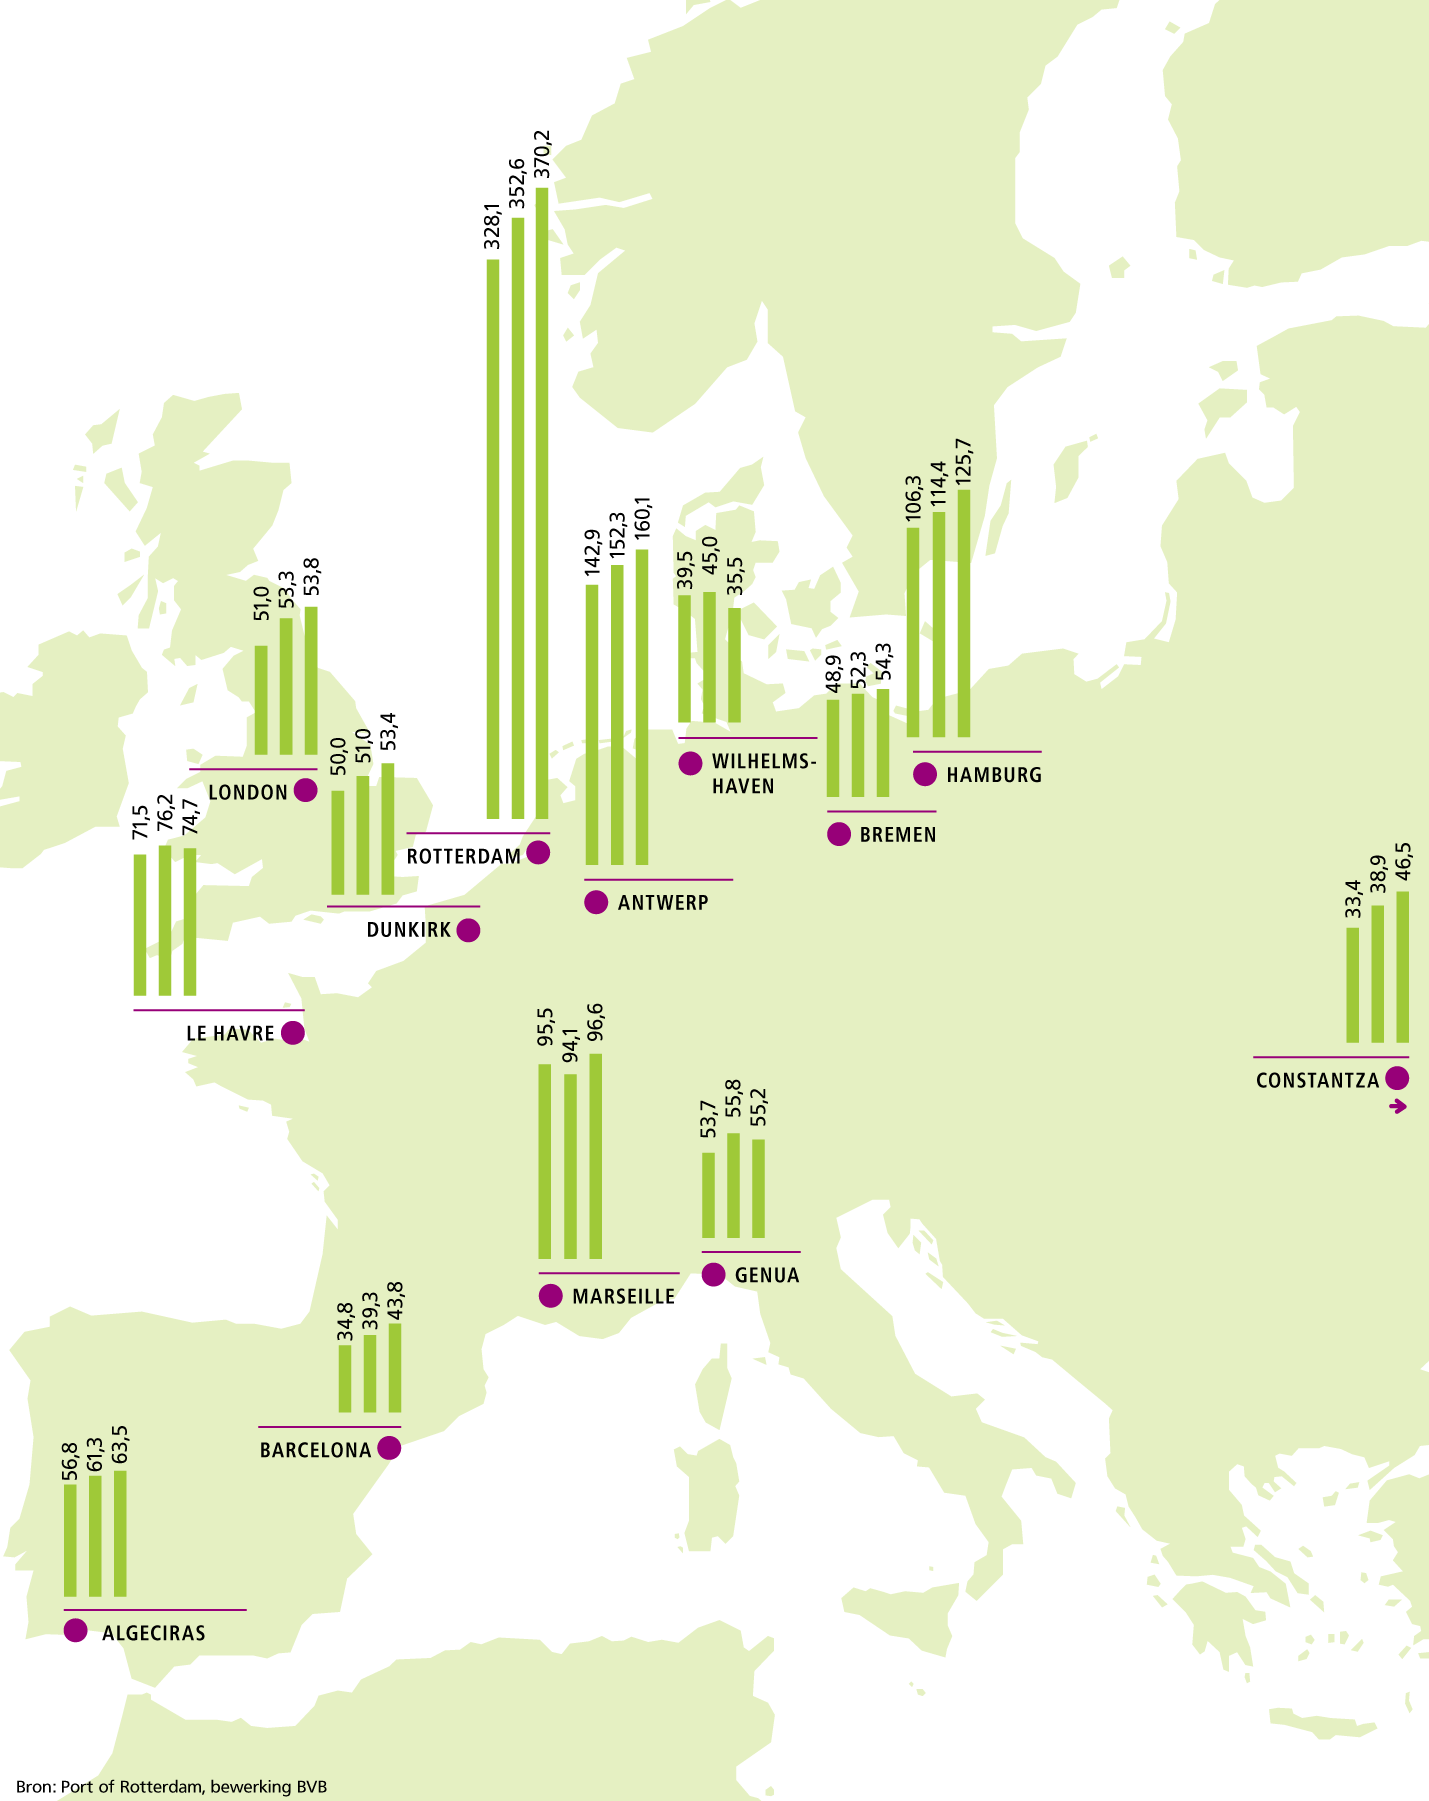 328,1
352,6
370,2
ROTTERDAM
106,3
114,4
125,7
HAMBURG
142,9
152,3
160,1
ANTWERP
39,5
45,0
35,5
WILHELMS-
HAVEN
51,0
53,3
53,8
LONDON
48,9
52,3
54,3
BREMEN
50,0
51,0
53,4
DUNKIRK
71,5
76,2
74,7
LE HAVRE
33,4
38,9
46,5
CONSTANTZA
95,5
94,1
96,6
MARSEILLE
53,7
55,8
55,2
GENUA
34,8
39,3
43,8
BARCELONA
56,8
61,3
63,5
ALGECIRAS
Bron: Port of Rotterdam, bewerking BVB